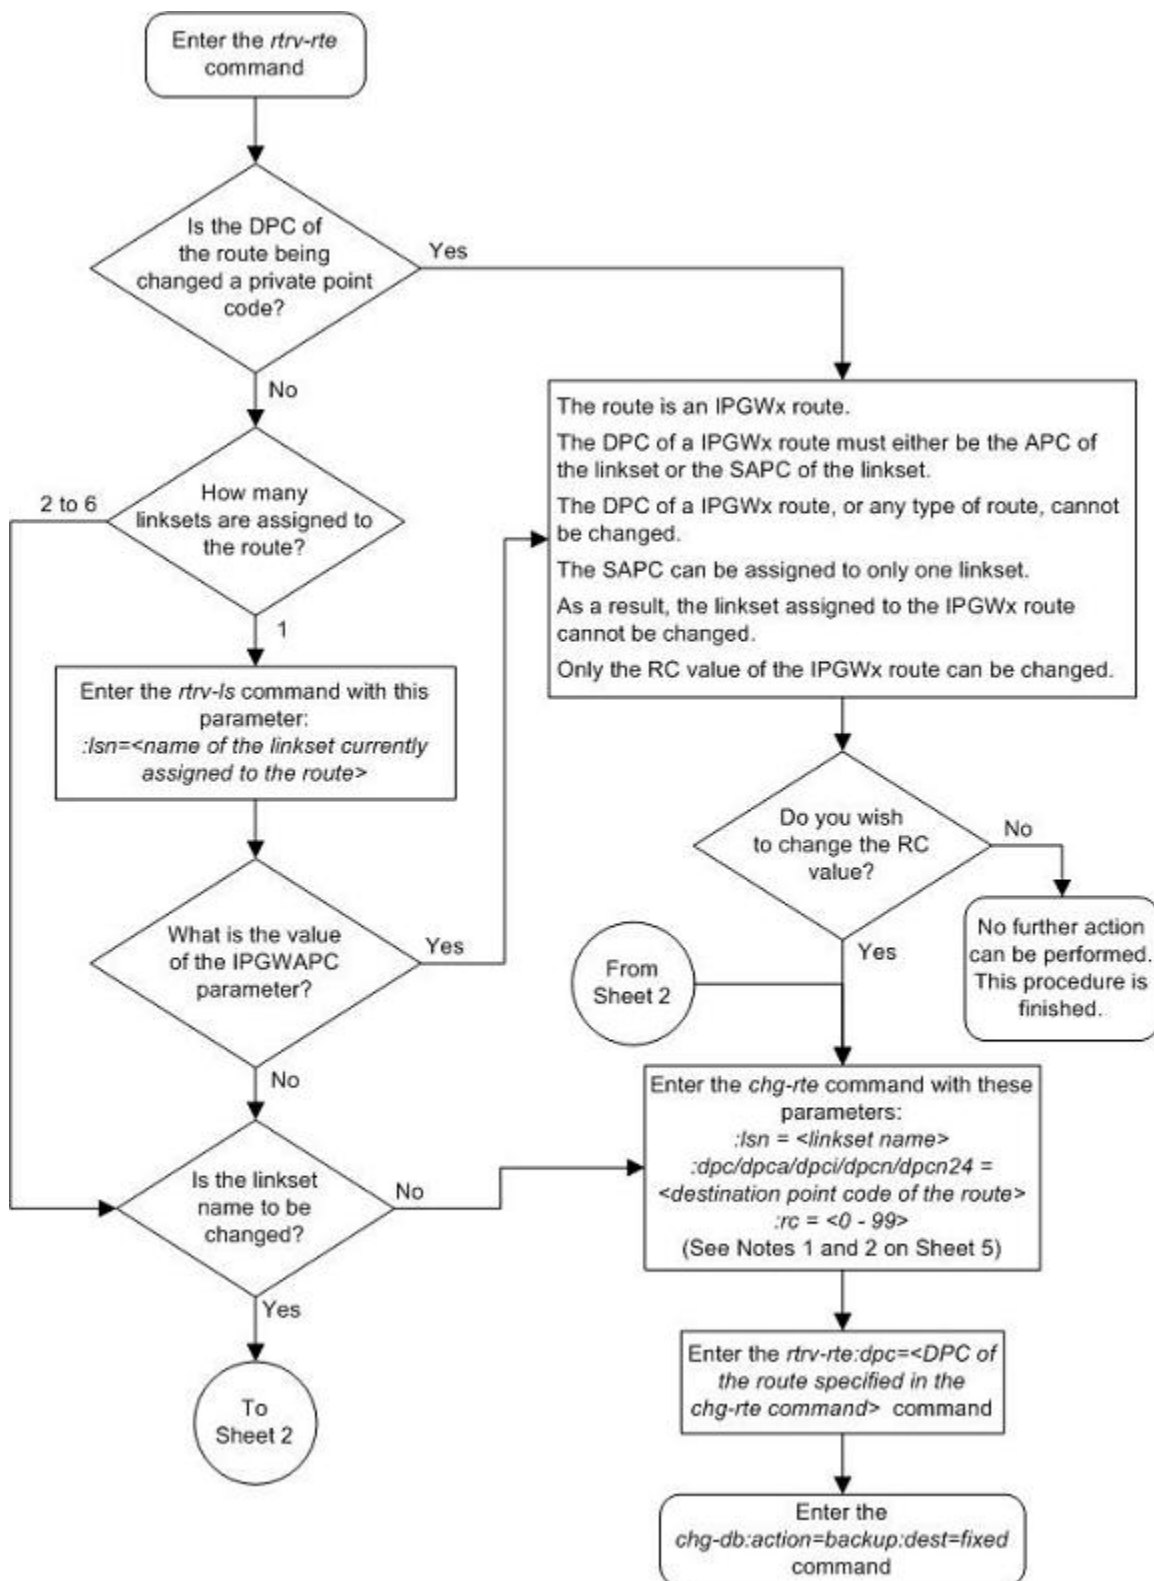 Enter the rtrv-rte
command
Is the DPC of
the route being
changed a private point
code?
Yes
No
How many
linksets are assigned to
the route?
2 to 6
1
Enter the rtrv-ls command with this
parameter:
:lsn=<name of the linkset currently
assigned to the route>
What is the value
of the IPGWAPC
parameter?
Yes
No
Is the linkset
name to be
changed?
No
Yes
To
Sheet 2
The route is an IPGWx route.
The DPC of a IPGWx route must either be the APC of
the linkset or the SAPC of the linkset.
The DPC of a IPGWx route, or any type of route, cannot
be changed.
The SAPC can be assigned to only one linkset.
As a result, the linkset assigned to the IPGWx route
cannot be changed.
Only the RC value of the IPGWx route can be changed.
Do you wish
to change the RC
value?
No
Yes
No further action
can be performed.
This procedure is
finished.
From
Sheet 2
Enter the chg-rte command with these
parameters:
:lsn = <linkset name>
:dpc/dpca/dpci/dpcn/dpcn24 =
<destination point code of the route>
:rc = <0 - 99>
(See Notes 1 and 2 on Sheet 5)
Enter the rtrv-rte:dpc=<DPC of
the route specified in the
chg-rte command> command
Enter the
chg-db:action=backup:dest=fixed
command